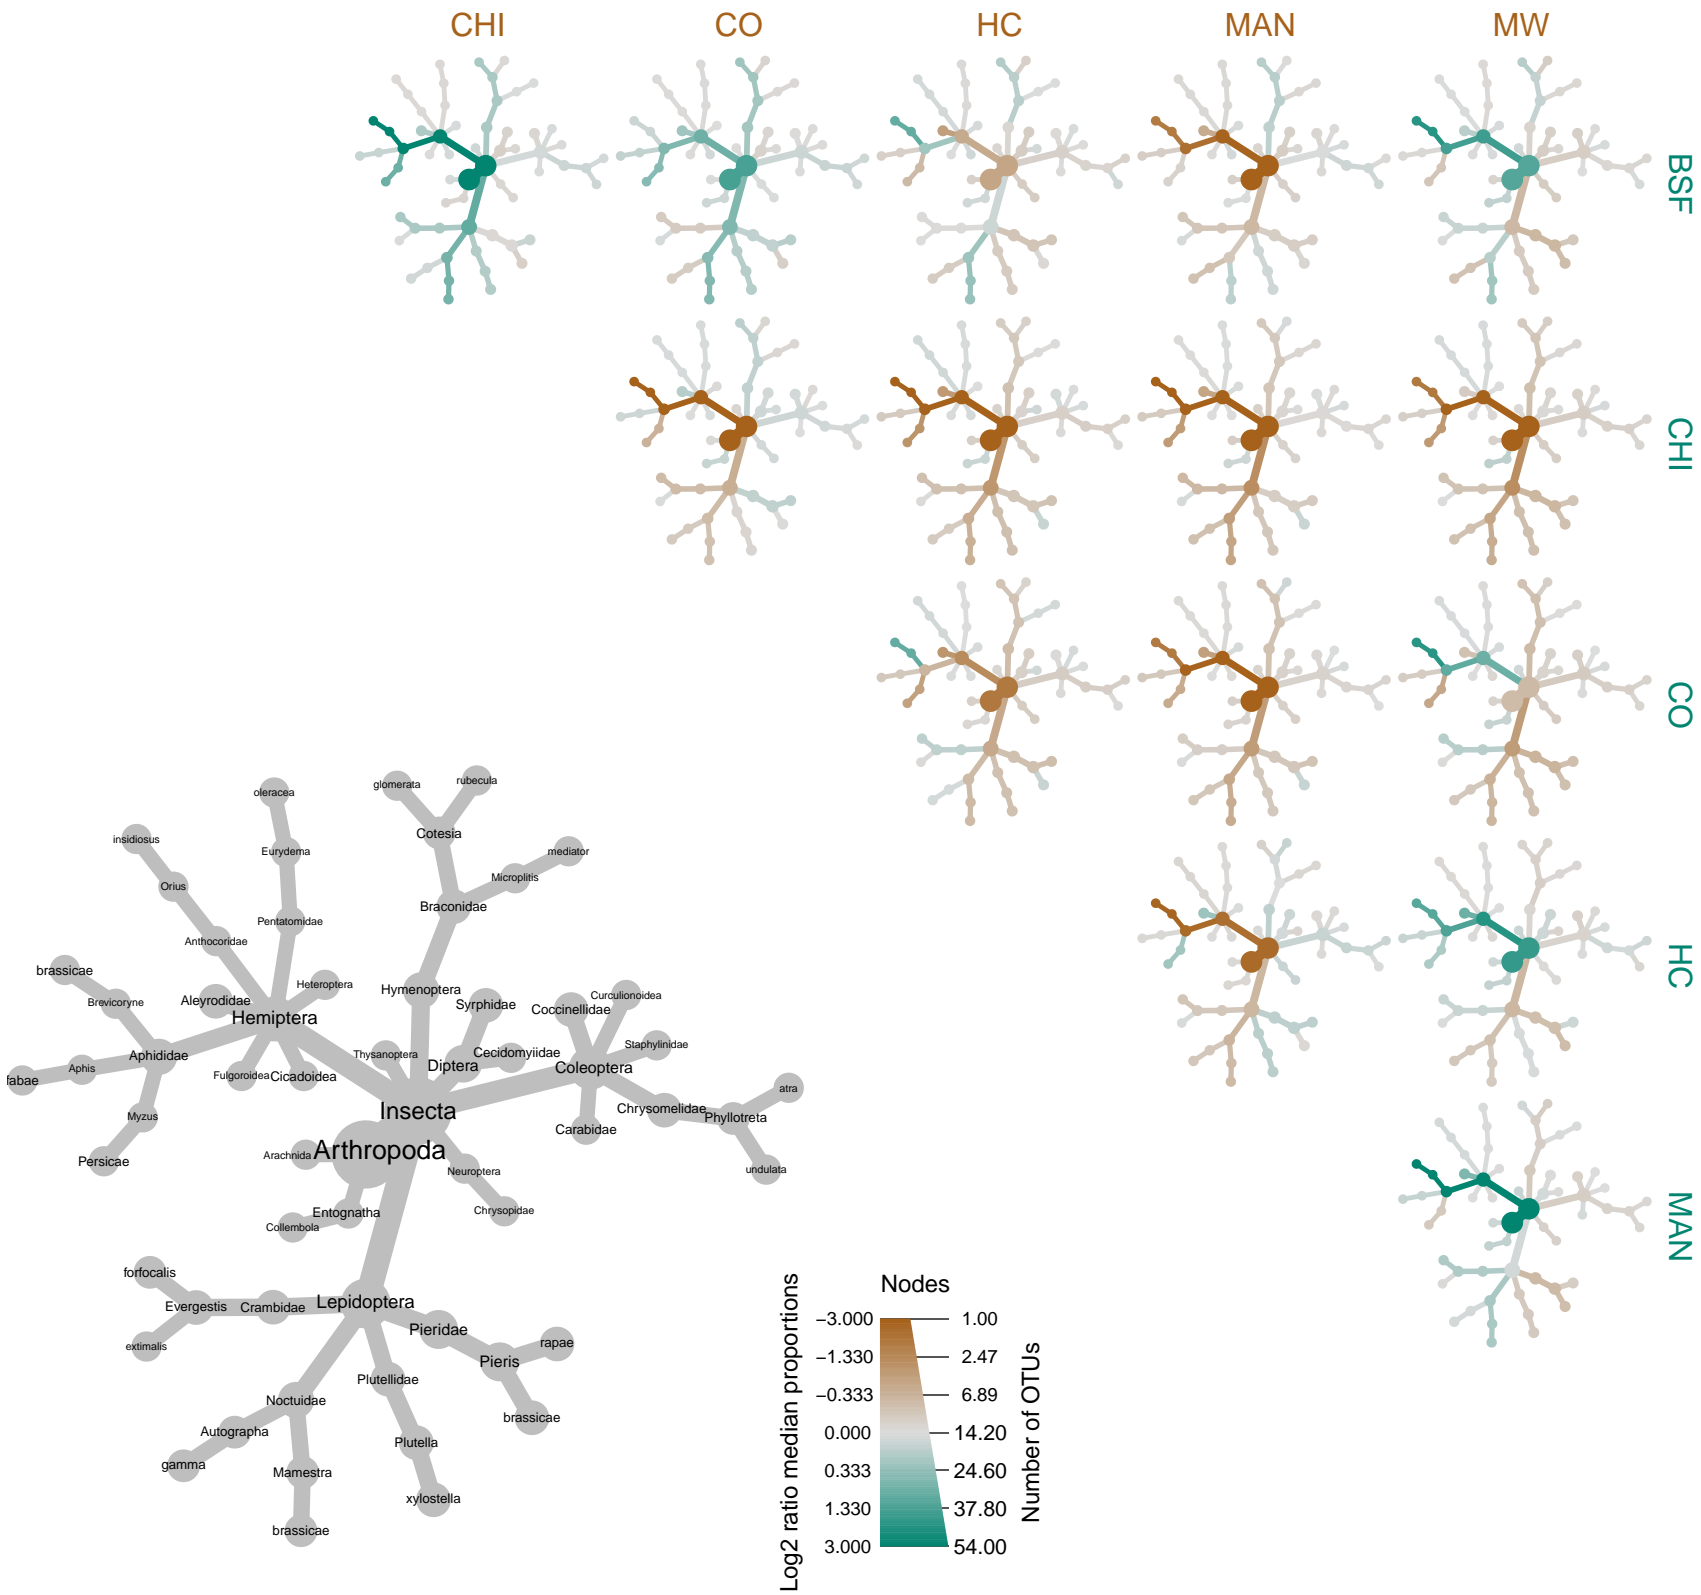 CHI CO HC MAN MW
BSF
CHI
CO
HC
MAN
glomerata
rubecula
oleracea
Cotesia
insidiosus
Eurydema
mediator
Microplitis
Orius
Braconidae
Pentatomidae
Anthocoridae
brassicae
Heteroptera
Hymenoptera
Curculionoidea
Brevicoryne
Aleyrodidae
Syrphidae
Coccinellidae
Hemiptera
Staphylinidae
Aphididae
Thysanoptera
Cecidomyiidae
Diptera
Coleoptera
fabae
Aphis
Fulgoroidea
Cicadoidea
atra
Insecta
Chrysomelidae
Phyllotreta
Myzus
Carabidae
Arthropoda
Arachnida
Persicae
Neuroptera
undulata
Entognatha
Chrysopidae
Collembola
forfocalis
Evergestis
Crambidae
Lepidoptera
Pieridae
rapae
extimalis
Pieris
Plutellidae
Noctuidae
brassicae
Autographa
Plutella
gamma
Mamestra
xylostella
brassicae
Nodes
Log2 ratio median proportions
Number of OTUs
−3.000 1.00
−1.330 2.47
−0.333 6.89
0.000 14.20
0.333 24.60
1.330 37.80
3.000 54.00